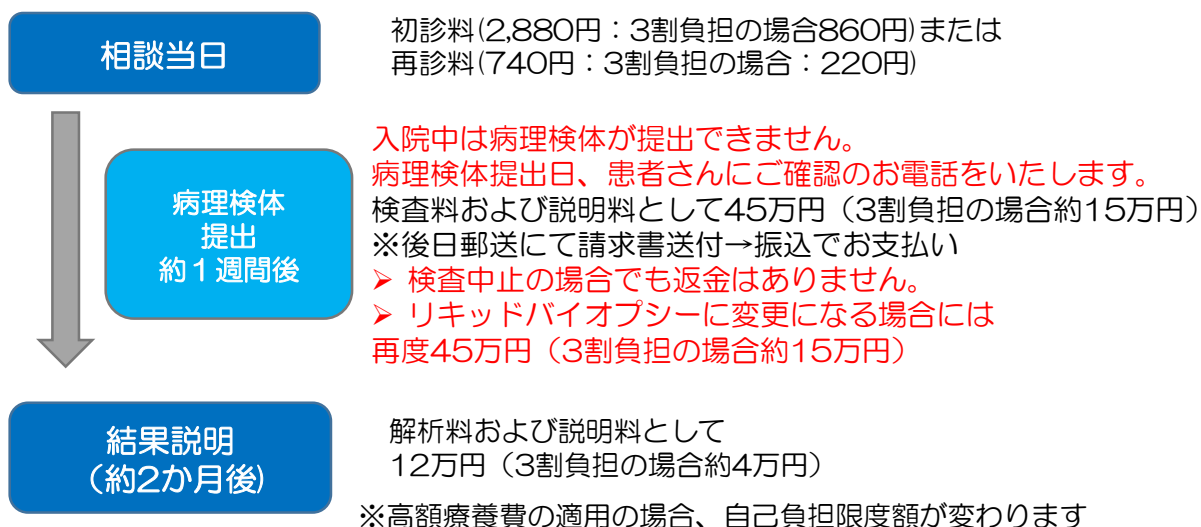 相談当日
初診料(2,880円：3割負担の場合860円)または
再診料(740円：3割負担の場合：220円)
病理検体
提出
約１週間後
入院中は病理検体が提出できません。
病理検体提出日、患者さんにご確認のお電話をいたします。
検査料および説明料として45万円（3割負担の場合約15万円）
※後日郵送にて請求書送付→振込でお支払い
➢ 検査中止の場合でも返金はありません。
➢ リキッドバイオプシーに変更になる場合には
再度45万円（3割負担の場合約15万円）
結果説明
（約2か月後）
解析料および説明料として
12万円（3割負担の場合約4万円）
※高額療養費の適用の場合、自己負担限度額が変わります